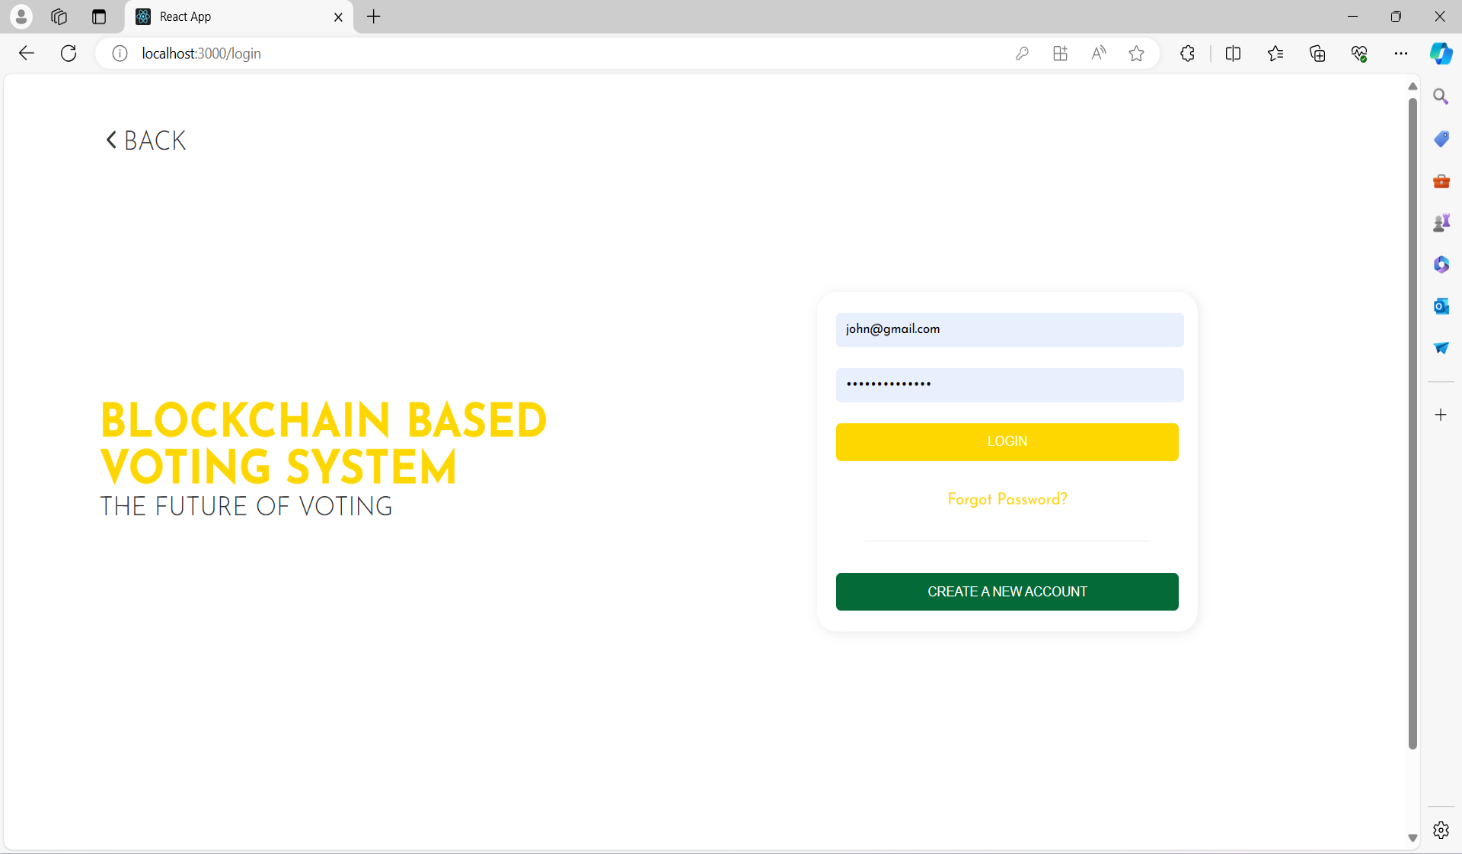 React App
localhost:3000/login
BACK
BLOCKCHAIN BASED
VOTING SYSTEM
THE FUTURE OF VOTING
john@gmail.com
••••••••••••••
LOGIN
Forgot Password?
CREATE A NEW ACCOUNT